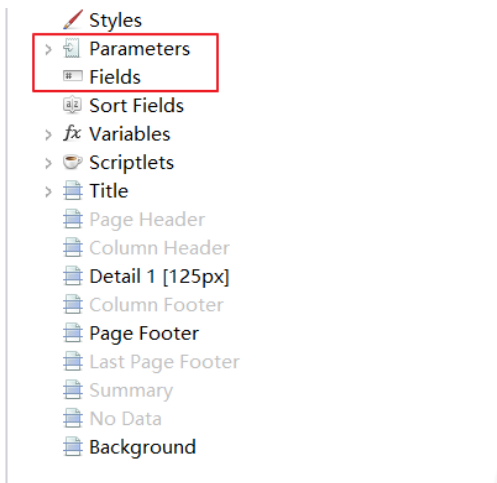 Styles
Parameters
Fields
Sort Fields
fx Variables
Scriptlets
Title
Page Header
Column Header
Detail 1 [125px]
Column Footer
Page Footer
Last Page Footer
Summary
No Data
Background